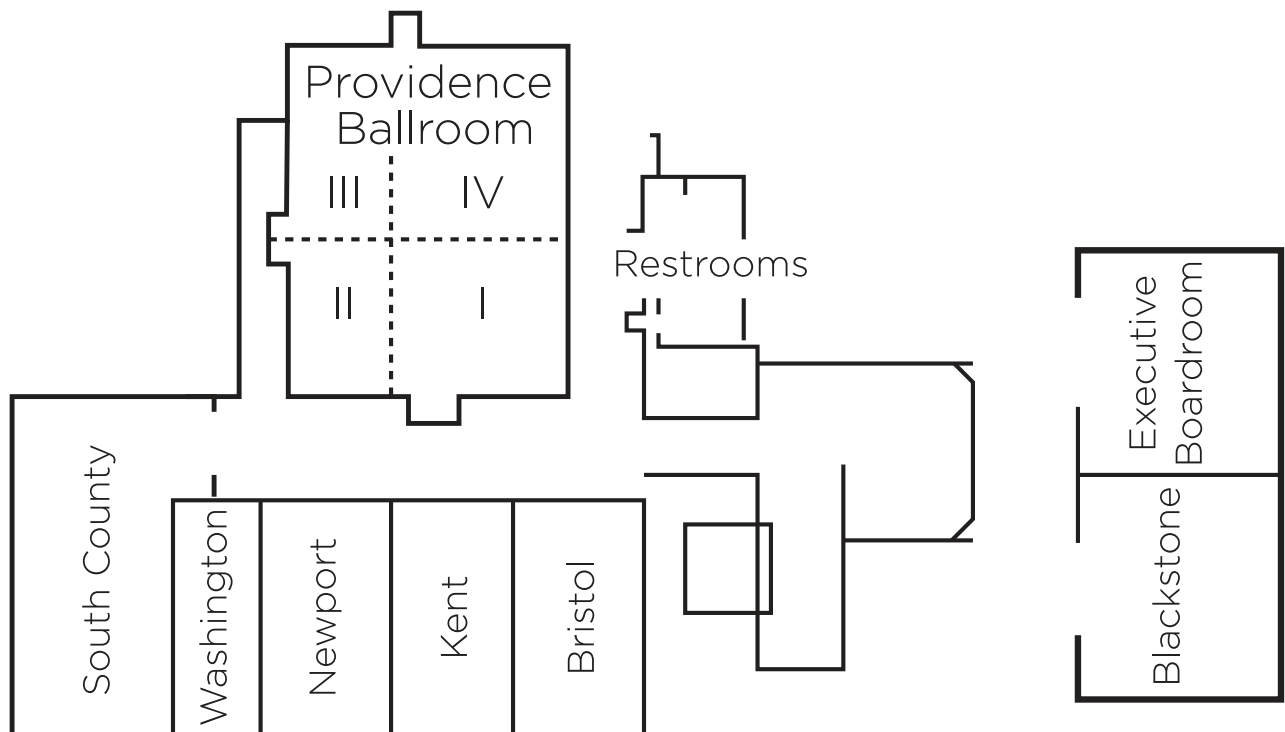 Providence
Ballroom
III
IV
II
I
Restrooms
Executive
Boardroom
Blackstone
South County
Washington
Newport
Kent
Bristol